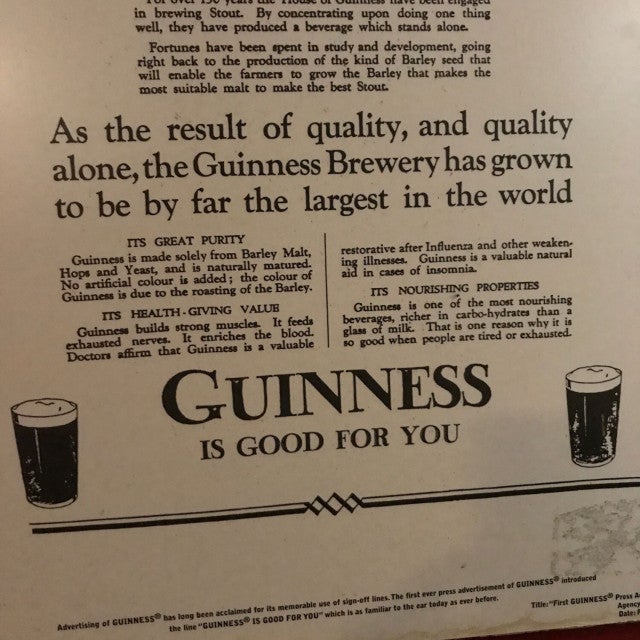 For over 150 years the House of Guinness have been engaged
in brewing Stout. By concentrating upon doing one thing
well, they have produced a beverage which stands alone.
Fortunes have been spent in study and development, going
right back to the production of the kind of Barley seed that
will enable the farmers to grow the Barley that makes the
most suitable malt to make the best Stout.
As the result of quality, and quality
alone, the Guinness Brewery has grown
to be by far the largest in the world
ITS GREAT PURITY
Guinness is made solely from Barley Malt,
Hops and Yeast, and is naturally matured.
No artificial colour is added; the colour of
Guinness is due to the roasting of the Barley.
ITS HEALTH-GIVING VALUE
Guinness builds strong muscles. It feeds
exhausted nerves. It enriches the blood.
Doctors affirm that Guinness is a valuable
restorative after Influenza and other weaken-
ing illnesses. Guinness is a valuable natural
aid in cases of insomnia.
ITS NOURISHING PROPERTIES
Guinness is one of the most nourishing
beverages, richer in carbo-hydrates than a
glass of milk. That is one reason why it is
so good when people are tired or exhausted.
GUINNESS
IS GOOD FOR YOU
Advertising of GUINNESS® has long been acclaimed for its memorable use of sign-off lines. The first ever press advertisement of GUINNESS® introduced
the line "GUINNESS® IS GOOD FOR YOU" which is as familiar to the ear today as ever before.
Title: "First GUINNESS® Press A
Agency
Date: F